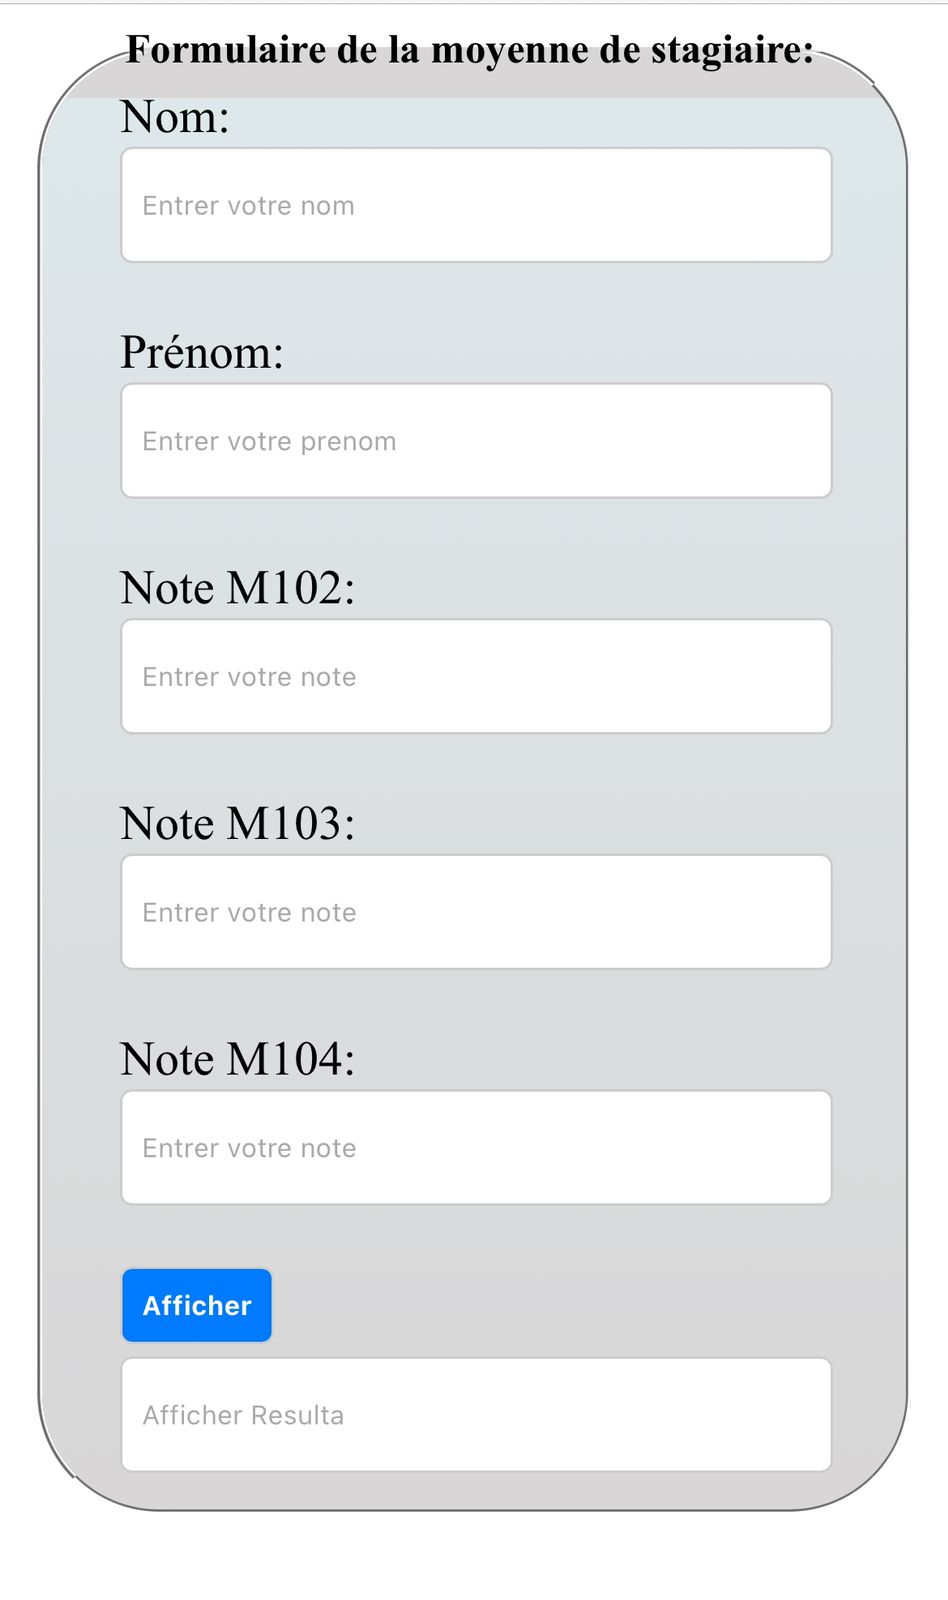 Formulaire de la moyenne de stagiaire:
Nom:
Entrer votre nom
Prénom:
Entrer votre prenom
Note M102:
Entrer votre note
Note M103:
Entrer votre note
Note M104:
Entrer votre note
Afficher
Afficher Resulta